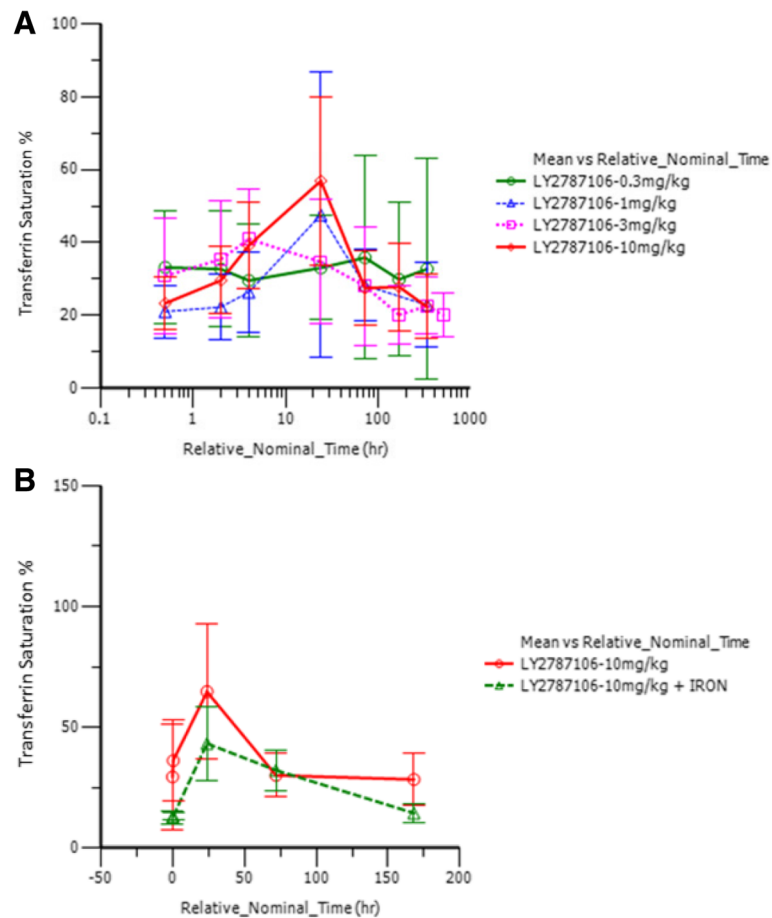 A
100
80
60
40
20
0
Transferrin Saturation %
0.1
1
10
100
1000
Relative_Nominal_Time (hr)
Mean vs Relative_Nominal_Time
LY2787106-0.3mg/kg
LY2787106-1mg/kg
LY2787106-3mg/kg
LY2787106-10mg/kg
B
150
100
50
0
Transferrin Saturation %
-50
0
50
100
150
200
Relative_Nominal_Time (hr)
Mean vs Relative_Nominal_Time
LY2787106-10mg/kg
LY2787106-10mg/kg + IRON